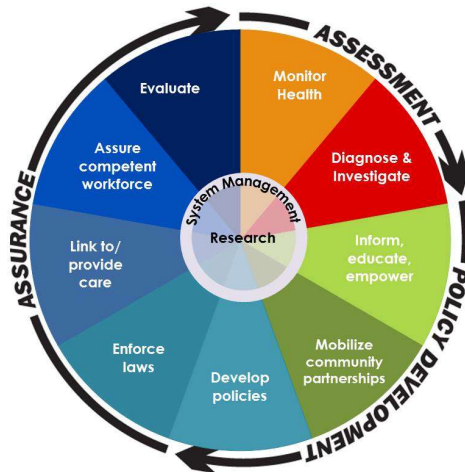 ASSESSMENT
POLICY DEVELOPMENT
ASSURANCE
Monitor
Health
Diagnose &
Investigate
Inform,
educate,
empower
Mobilize
community
partnerships
Develop
policies
Enforce
laws
Link to/
provide
care
Assure
competent
workforce
Evaluate
System Management
Research